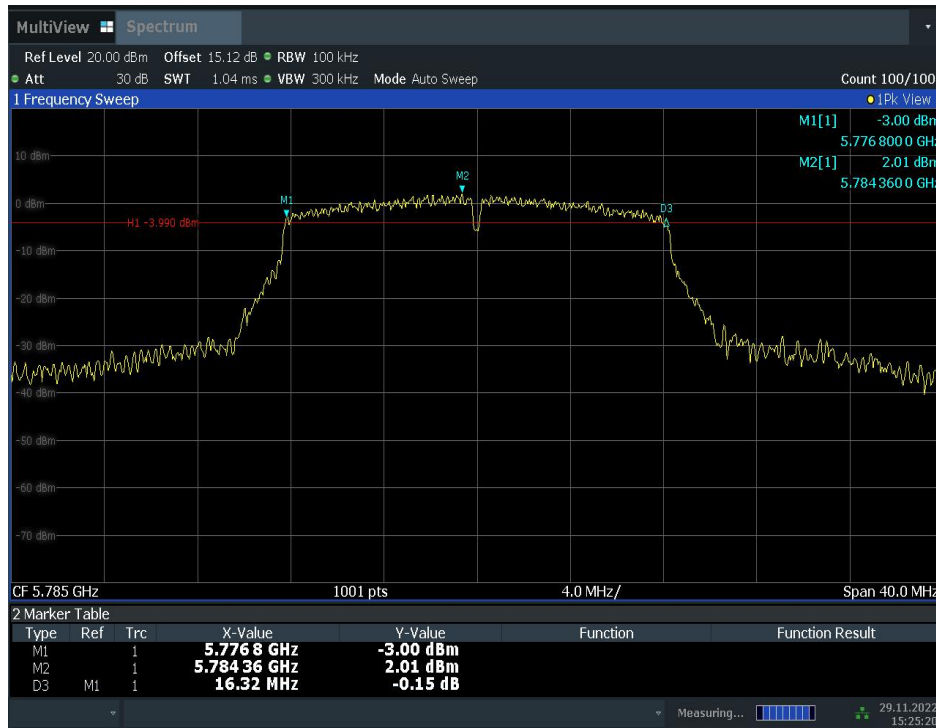 MultiView Spectrum
Ref Level 20.00 dBm Offset 15.12 dB RBW 100 kHz
Att 30 dB SWT 1.04 ms VBW 300 kHz Mode Auto Sweep Count 100/100
1 Frequency Sweep 1Pk View
M1[1] -3.00 dBm
5.776 800 0 GHz
M2[1] 2.01 dBm
5.784 360 0 GHz
10 dBm
M2
M1
0 dBm
D3
H1 -3.990 dBm
-10 dBm
-20 dBm
-30 dBm
-40 dBm
-50 dBm
-60 dBm
-70 dBm
CF 5.785 GHz 1001 pts 4.0 MHz/ Span 40.0 MHz
2 Marker Table
Type Ref Trc X-Value Y-Value Function Function Result
M1 1 5.776 8 GHz -3.00 dBm
M2 1 5.784 36 GHz 2.01 dBm
D3 M1 1 16.32 MHz -0.15 dB
Measuring... 29.11.2022
15:25:20